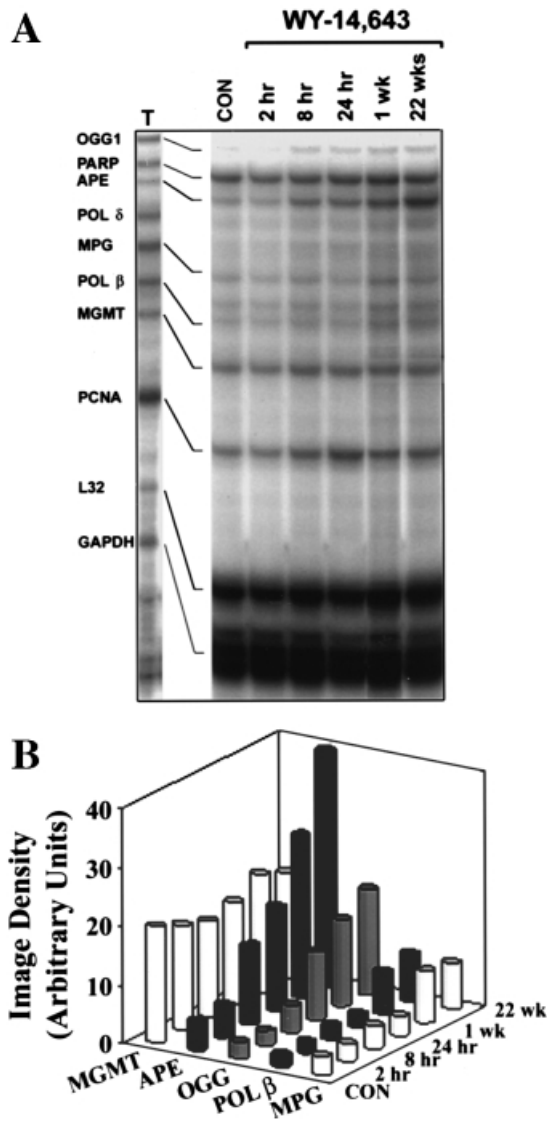 A
WY-14,643
T
CON
2 hr
8 hr
24 hr
1 wk
22 wks
OGG1
PARP
APE
POL δ
MPG
POL β
MGMT
PCNA
L32
GAPDH
B
Image Density
(Arbitrary Units)
40
30
20
10
0
MGMT
APE
OGG
POL β
MPG
CON
2 hr
8 hr
24 hr
1 wk
22 wk